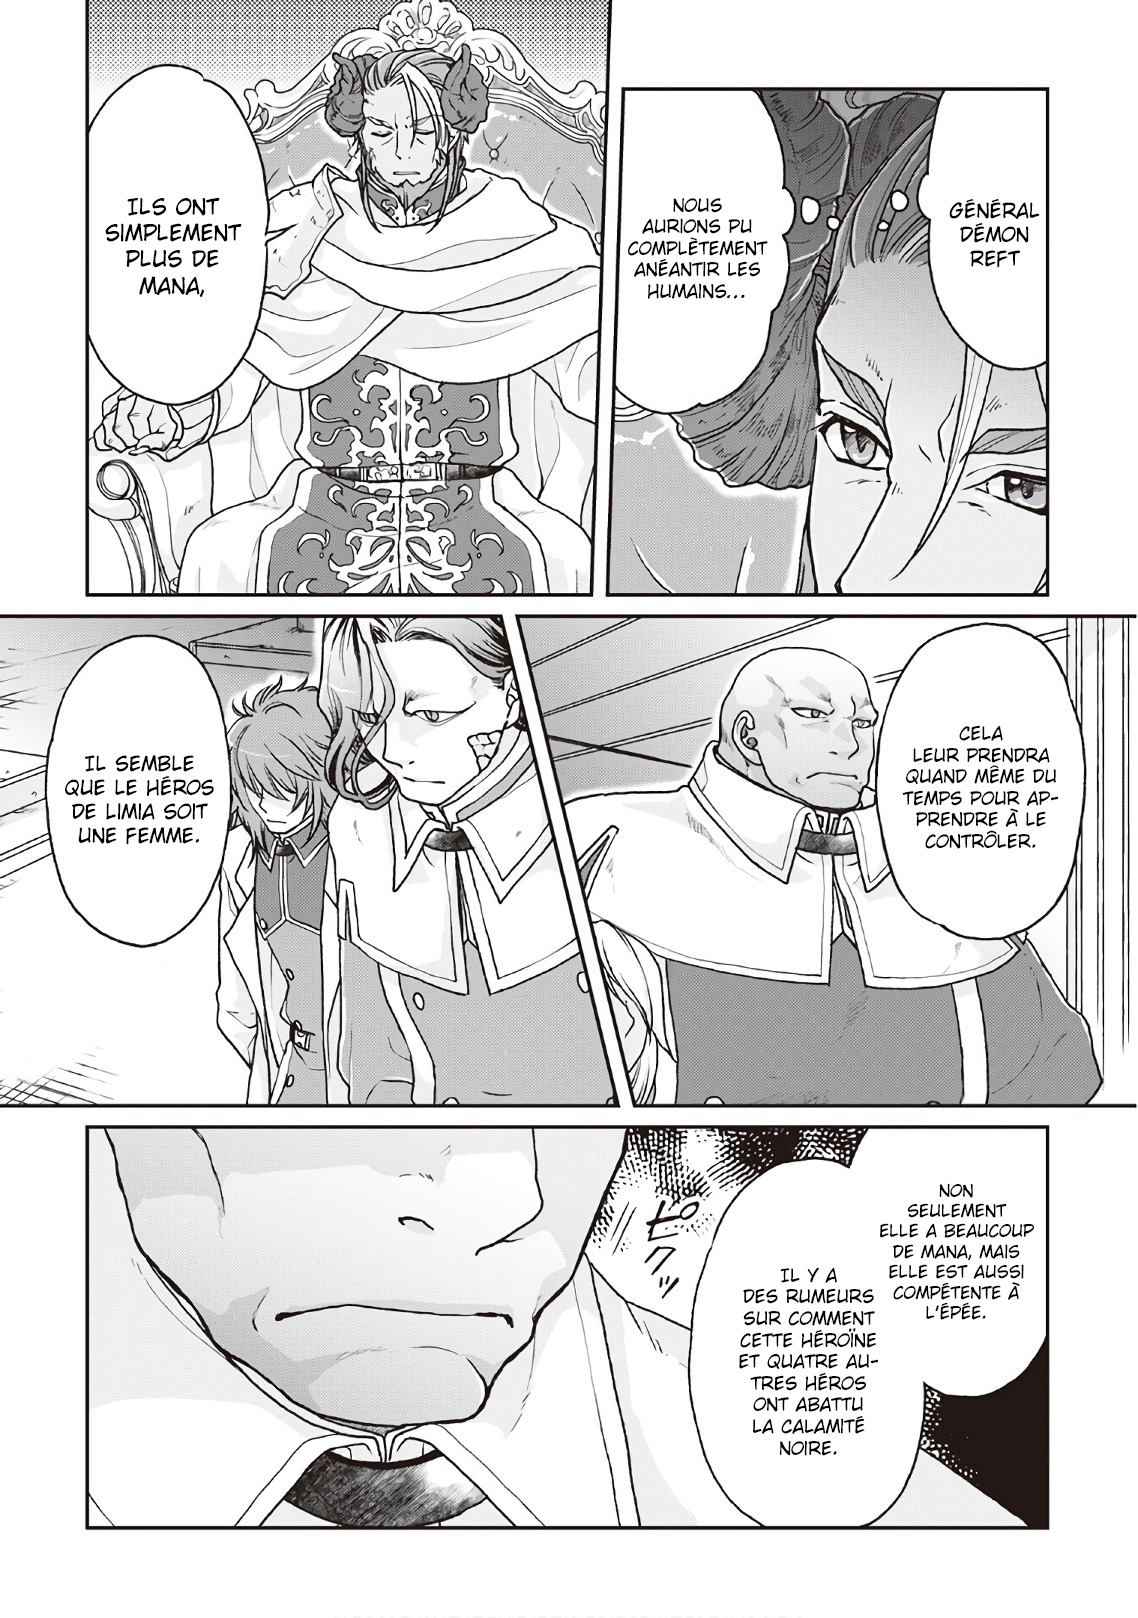 GÉNÉRAL
DÉMON
REFT
NOUS
AURIONS PU
COMPLÈTEMENT
ANÉANTIR LES
HUMAINS...
ILS ONT
SIMPLEMENT
PLUS DE
MANA,
CELA
LEUR PRENDRA
QUAND MÊME DU
TEMPS POUR AP-
PRENDRE À LE
CONTRÔLER.
IL SEMBLE
QUE LE HÉROS
DE LIMIA SOIT
UNE FEMME.
NON
SEULEMENT
ELLE A BEAUCOUP
DE MANA, MAIS
ELLE EST AUSSI
COMPÉTENTE À
L'ÉPÉE.
IL Y A
DES RUMEURS
SUR COMMENT
CETTE HÉROÏNE
ET QUATRE AU-
TRES HÉROS
ONT ABATTU
LA CALAMITÉ
NOIRE.
ピクッ